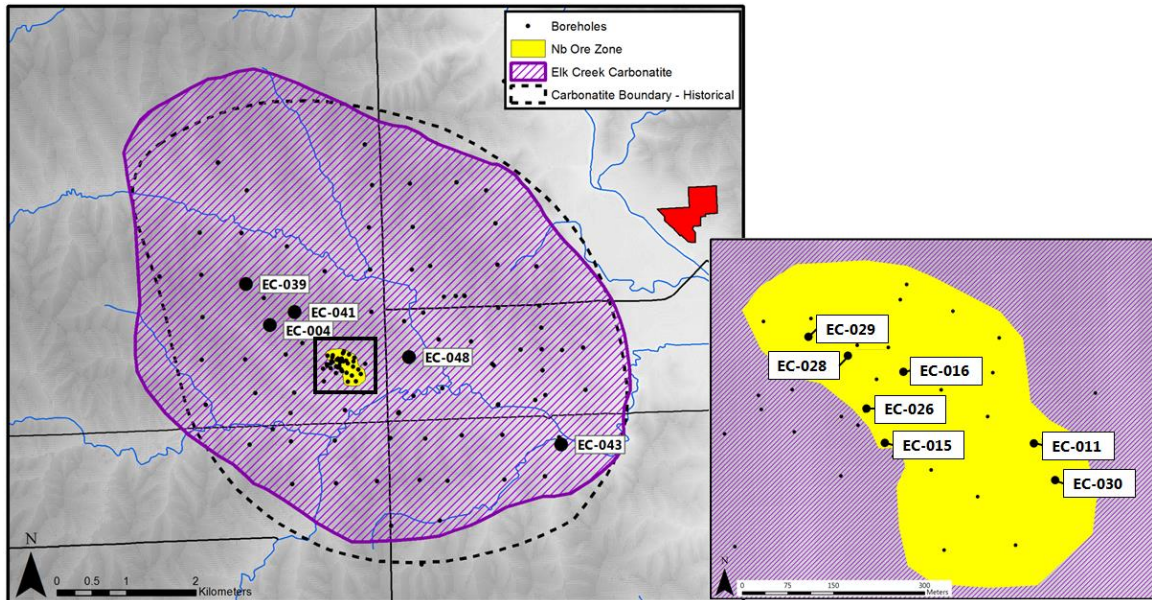 Boreholes
Nb Ore Zone
Elk Creek Carbonatite
Carbonatite Boundary - Historical
EC-039
EC-041
EC-004
EC-048
EC-043
N
0 0.5 1 2
Kilometers
EC-029
EC-028
EC-016
EC-026
EC-015
EC-011
EC-030
N
0 75 150 300
Meters